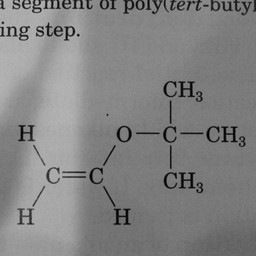 a segment of poly(tert-butyl
ing step.
CH3
H O—C—CH3
C=C CH3
H H